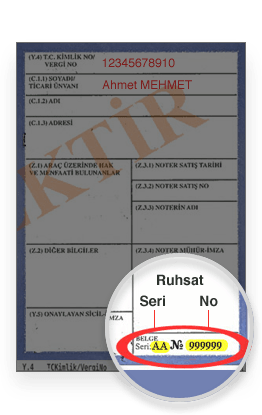 (Y.4) T.C. KİMLİK NO/
VERGİ NO
12345678910
(C.1.1) SOYADI/
TİCARİ ÜNVANI
Ahmet MEHMET
(C.1.2) ADI
(C.1.3) ADRESİ
EKTİR
(Z.1) ARAÇ ÜZERİNDE HAK
VE MENFAATİ BULUNANLAR
(Z.3.1) NOTER SATIŞ TARİHİ
(Z.3.2) NOTER SATIŞ NO
(Z.3.3) NOTERİN ADI
(Z.2) DİĞER BİLGİLER
(Z.3.4) NOTER MÜHÜR-İMZA
Ruhsat
Seri No
(Y.5) ONAYLAYAN SİCİL-
MZA
BELGE
Seri: AA № 999999
Y.4 TCKimlik/VergiNo